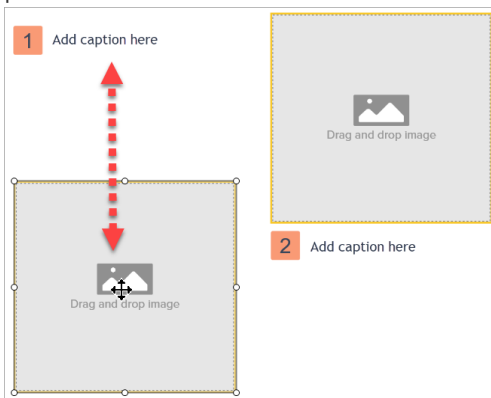 1 Add caption here
Drag and drop image
Drag and drop image
2 Add caption here